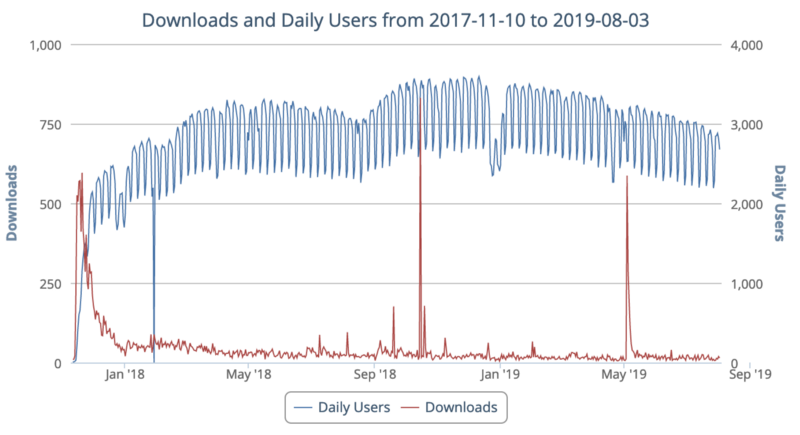 Downloads and Daily Users from 2017-11-10 to 2019-08-03
1,000
4,000
750
3,000
500
2,000
250
1,000
0
0
Downloads
Daily Users
Jan '18
May '18
Sep '18
Jan '19
May '19
Sep '19
Daily Users
Downloads